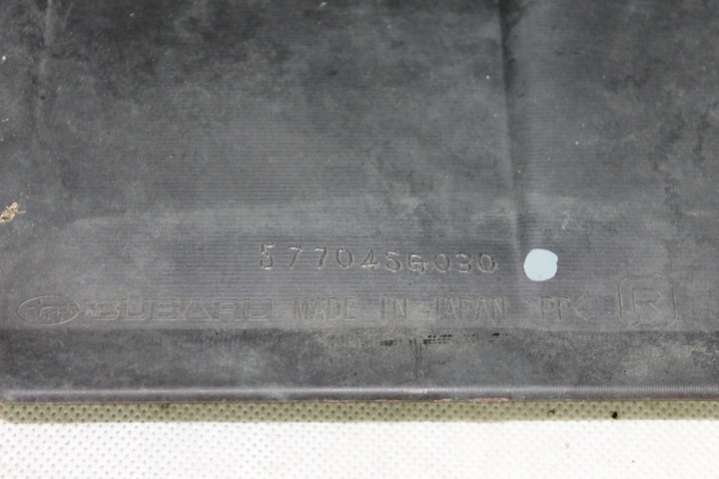 57704SG030
SUBARU MADE IN JAPAN PP R